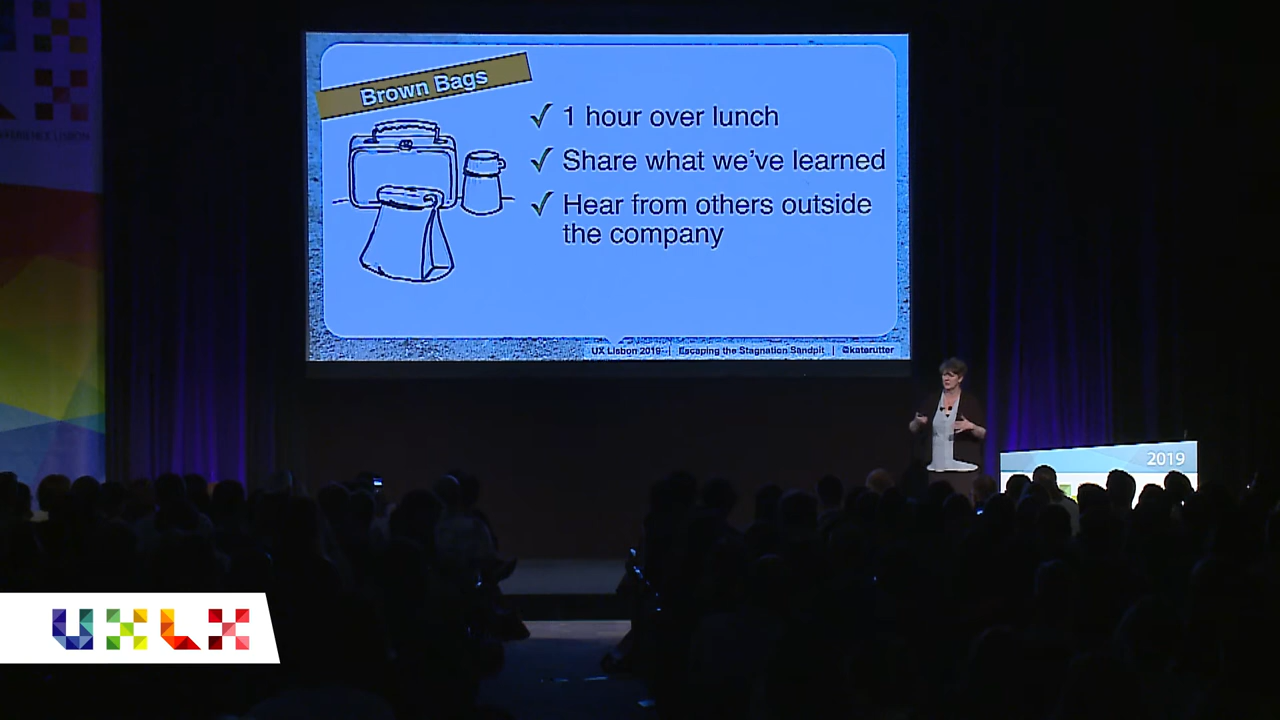 Brown Bags
✓ 1 hour over lunch
✓ Share what we've learned
✓ Hear from others outside
the company
UX Lisbon 2019 | Escaping the Stagnation Sandpit | @katerutter
2019
UXLX